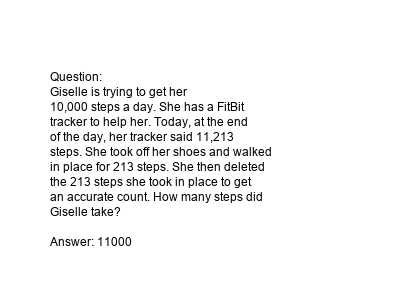 Question:
Giselle is trying to get her
10,000 steps a day. She has a FitBit
tracker to help her. Today, at the end
of the day, her tracker said 11,213
steps. She took off her shoes and walked
in place for 213 steps. She then deleted
the 213 steps she took in place to get
an accurate count. How many steps did
Giselle take?
Answer: 11000